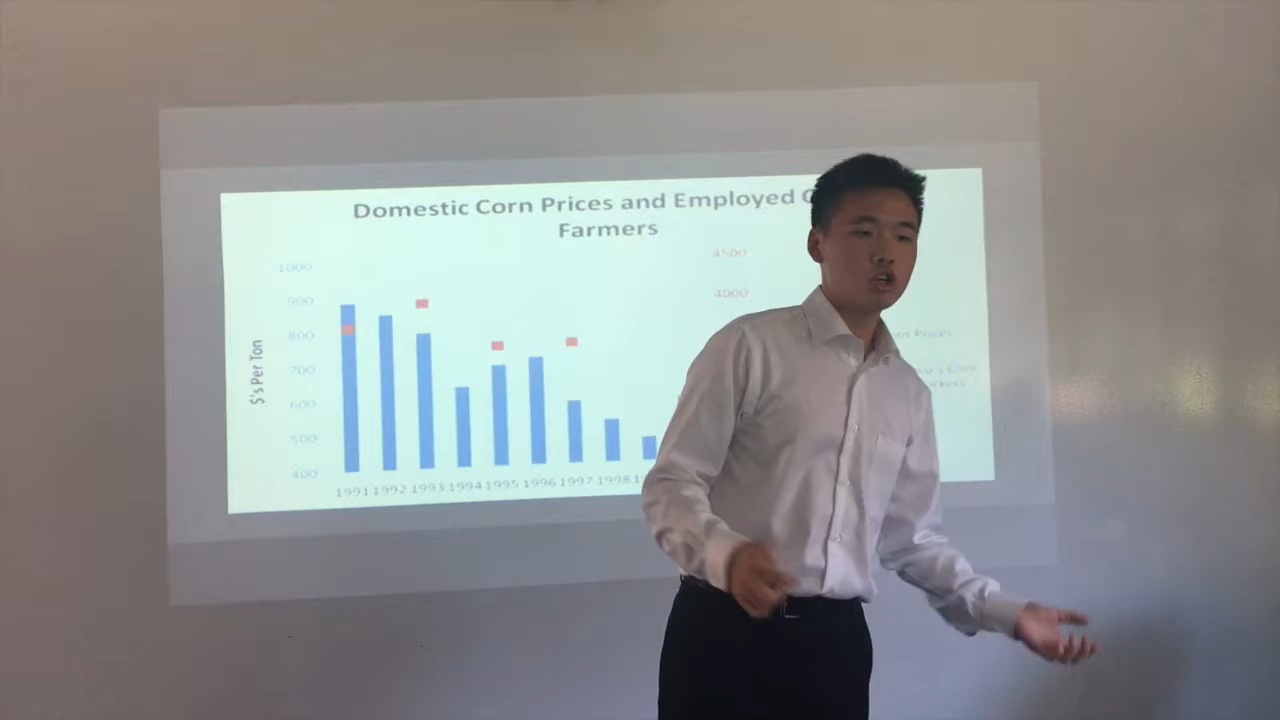 Domestic Corn Prices and Employed
Farmers
1000
900
800
700
600
500
400
$'s Per Ton
1991 1992 1993 1994 1995 1996 1997 1998
4500
4000